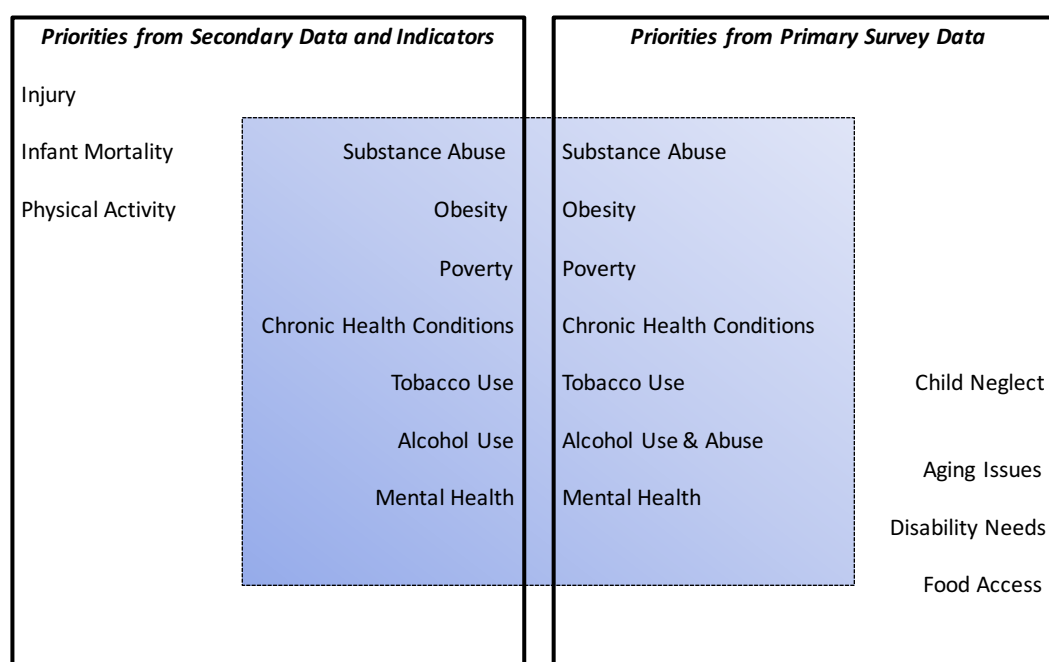 Priorities from Secondary Data and Indicators
Injury
Infant Mortality
Physical Activity
Substance Abuse
Obesity
Poverty
Chronic Health Conditions
Tobacco Use
Alcohol Use
Mental Health
Priorities from Primary Survey Data
Substance Abuse
Obesity
Poverty
Chronic Health Conditions
Tobacco Use
Alcohol Use & Abuse
Mental Health
Child Neglect
Aging Issues
Disability Needs
Food Access